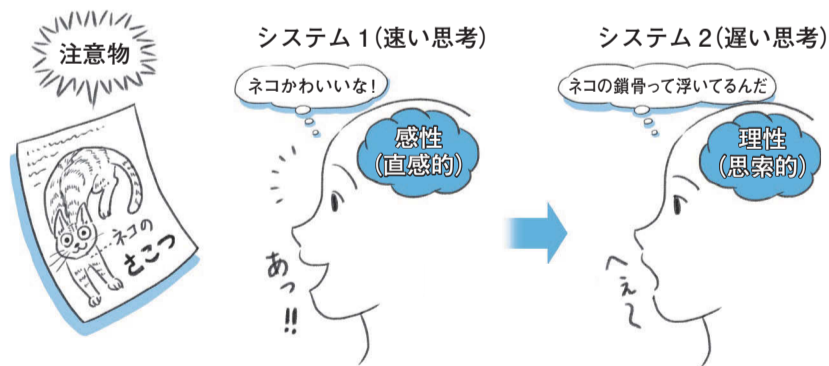 注意物
ネコの
さこつ
システム1(速い思考)
ネコかわいいな!
感性
(直感的)
あっ!!
システム2(遅い思考)
ネコの鎖骨って浮いてるんだ
理性
(思索的)
へぇ〜